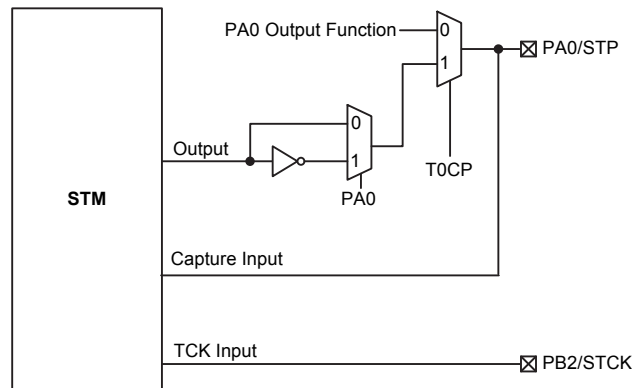 PA0 Output Function
0
1
PA0/STP
Output
0
1
T0CP
PA0
STM
Capture Input
TCK Input
PB2/STCK